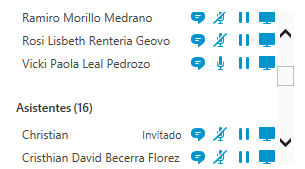 Ramiro Morillo Medrano
Rosi Lisbeth Renteria Geovo
Vicki Paola Leal Pedrozo
Asistentes (16)
Christian Invitado
Cristhian David Becerra Florez